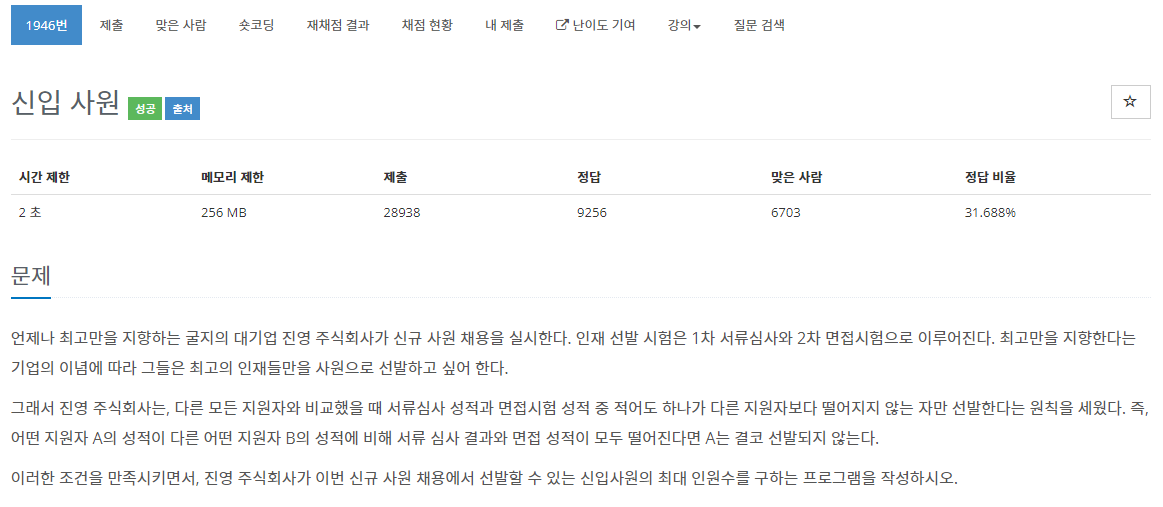 1946번 제출 맞은 사람 숏코딩 재채점 결과 채점 현황 내 제출 난이도 기여 강의 질문 검색
신입 사원 성공 출처
시간 제한 메모리 제한 제출 정답 맞은 사람 정답 비율
2 초 256 MB 28938 9256 6703 31.688%
문제
언제나 최고만을 지향하는 굴지의 대기업 진영 주식회사가 신규 사원 채용을 실시한다. 인재 선발 시험은 1차 서류심사와 2차 면접시험으로 이루어진다. 최고만을 지향한다는
기업의 이념에 따라 그들은 최고의 인재들만을 사원으로 선발하고 싶어 한다.
그래서 진영 주식회사는, 다른 모든 지원자와 비교했을 때 서류심사 성적과 면접시험 성적 중 적어도 하나가 다른 지원자보다 떨어지지 않는 자만 선발한다는 원칙을 세웠다. 즉,
어떤 지원자 A의 성적이 다른 어떤 지원자 B의 성적에 비해 서류 심사 결과와 면접 성적이 모두 떨어진다면 A는 결코 선발되지 않는다.
이러한 조건을 만족시키면서, 진영 주식회사가 이번 신규 사원 채용에서 선발할 수 있는 신입사원의 최대 인원수를 구하는 프로그램을 작성하시오.